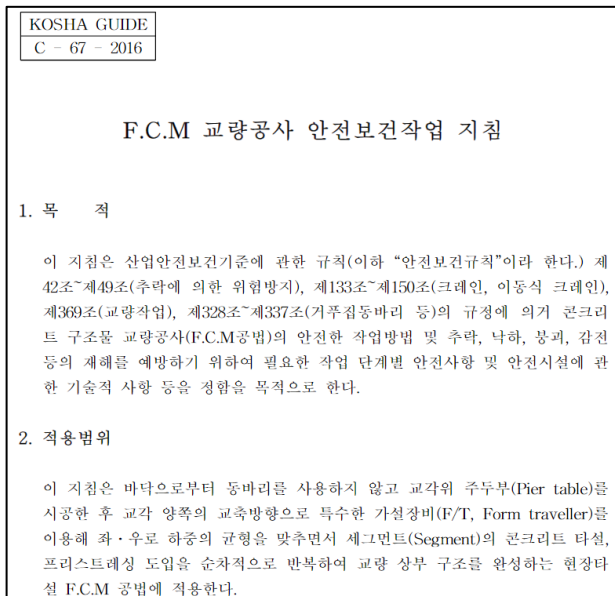 KOSHA GUIDE
C - 67 - 2016
F.C.M 교량공사 안전보건작업 지침
1. 목 적
이 지침은 산업안전보건기준에 관한 규칙(이하 “안전보건규칙”이라 한다.) 제
42조~제49조(추락에 의한 위험방지), 제133조~제150조(크레인, 이동식 크레인),
제369조(교량작업), 제328조~제337조(거푸집동바리 등)의 규정에 의거 콘크리
트 구조물 교량공사(F.C.M공법)의 안전한 작업방법 및 추락, 낙하, 붕괴, 감전
등의 재해를 예방하기 위하여 필요한 작업 단계별 안전사항 및 안전시설에 관
한 기술적 사항 등을 정함을 목적으로 한다.
2. 적용범위
이 지침은 바닥으로부터 동바리를 사용하지 않고 교각위 주두부(Pier table)를
시공한 후 교각 양쪽의 교축방향으로 특수한 가설장비(F/T, Form traveller)를
이용해 좌·우로 하중의 균형을 맞추면서 세그먼트(Segment)의 콘크리트 타설,
프리스트레싱 도입을 순차적으로 반복하여 교량 상부 구조를 완성하는 현장타
설 F.C.M 공법에 적용한다.